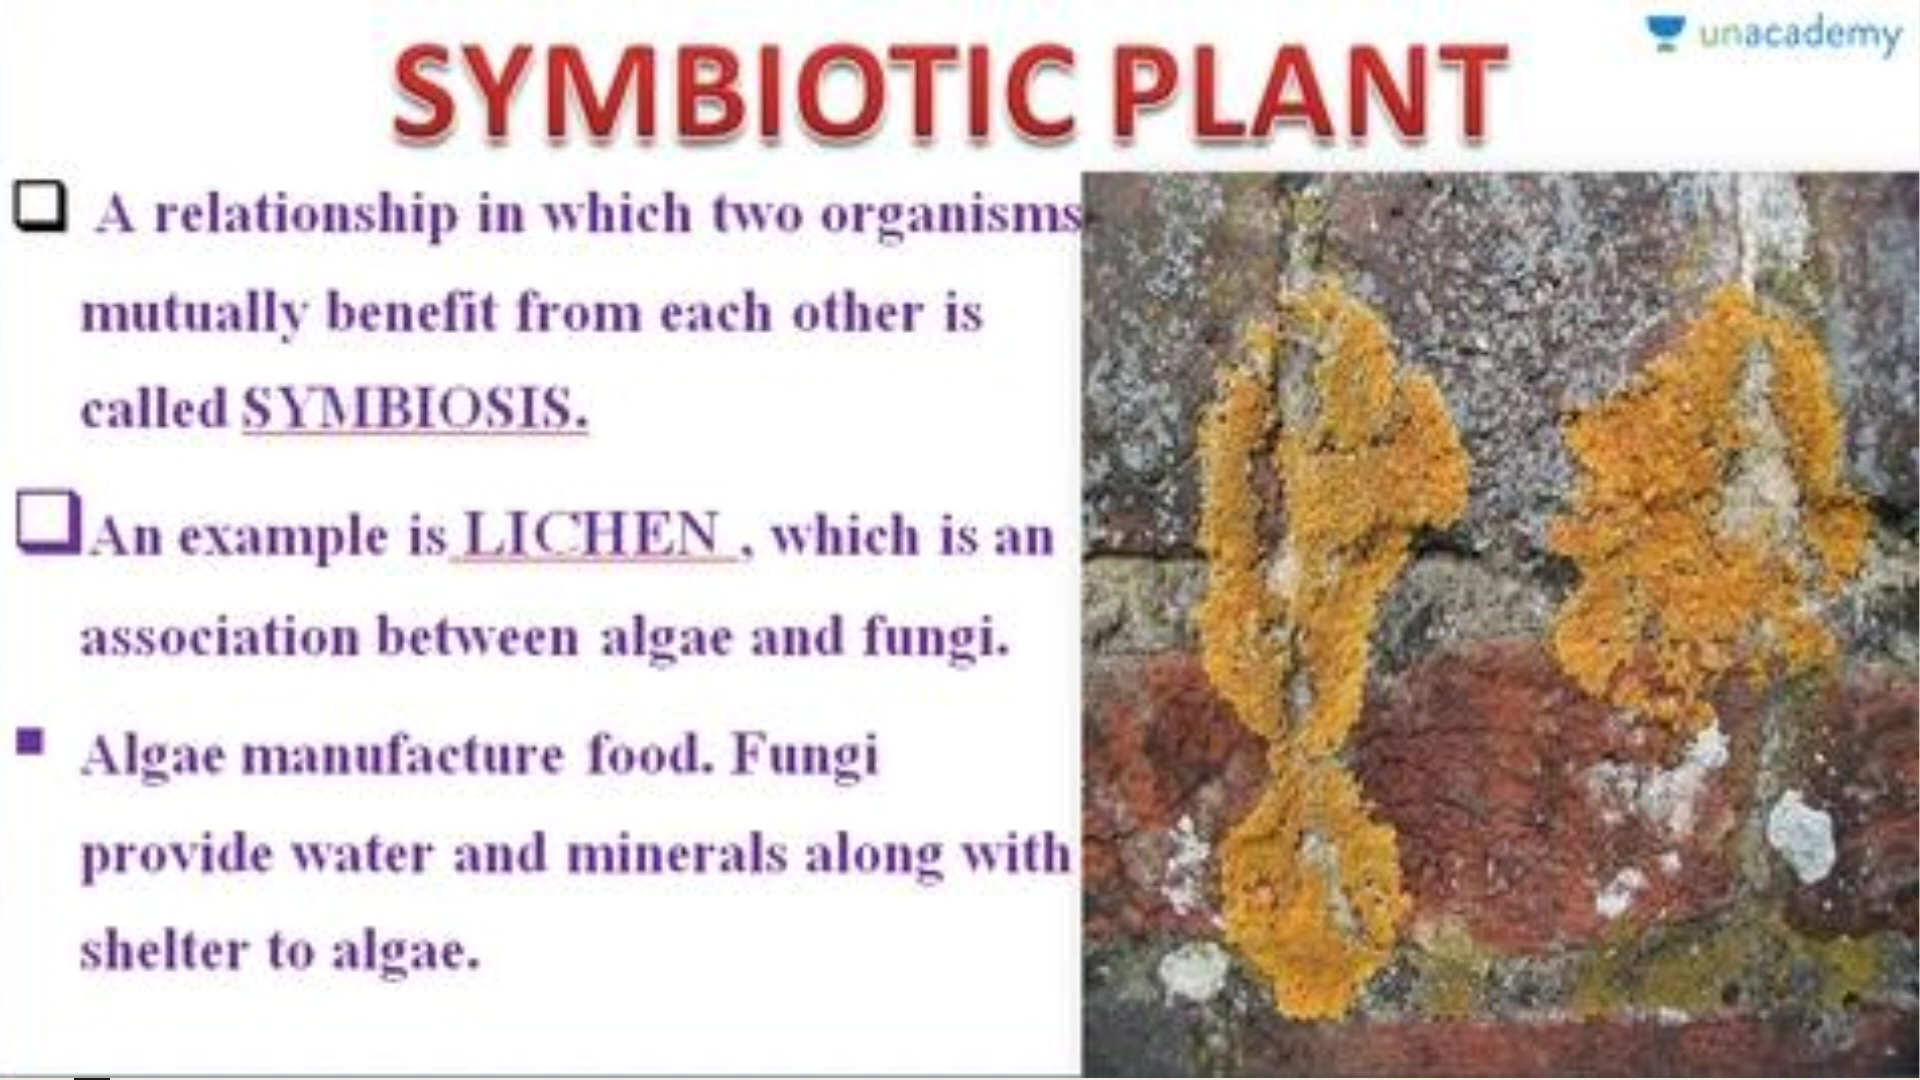 unacademy
SYMBIOTIC PLANT
A relationship in which two organisms
mutually benefit from each other is
called SYMBIOSIS.
An example is LICHEN , which is an
association between algae and fungi.
Algae manufacture food. Fungi
provide water and minerals along with
shelter to algae.